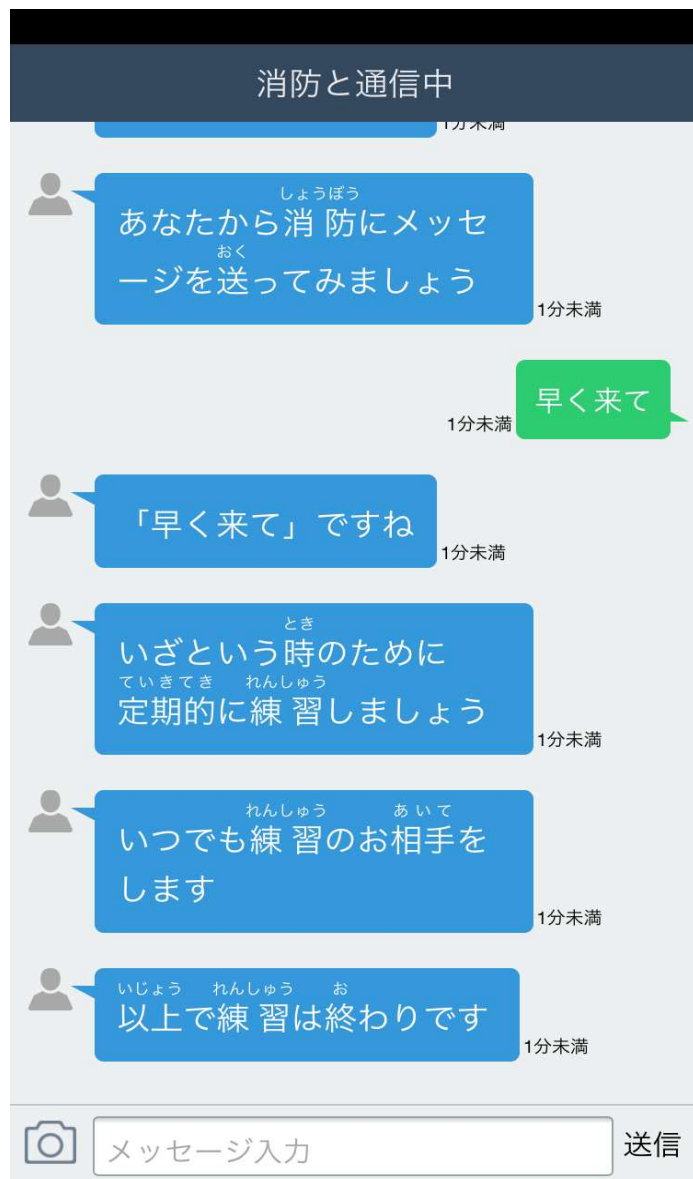 消防と通信中
1分未満
しょうぼう
あなたから消防にメッセ
おく
ージを送ってみましょう
1分未満
早く来て
1分未満
「早く来て」ですね
1分未満
とき
いざという時のために
ていきてき れんしゅう
定期的に練習しましょう
1分未満
れんしゅう あいて
いつでも練習のお相手を
します
1分未満
いじょう れんしゅう お
以上で練習は終わりです
1分未満
メッセージ入力
送信